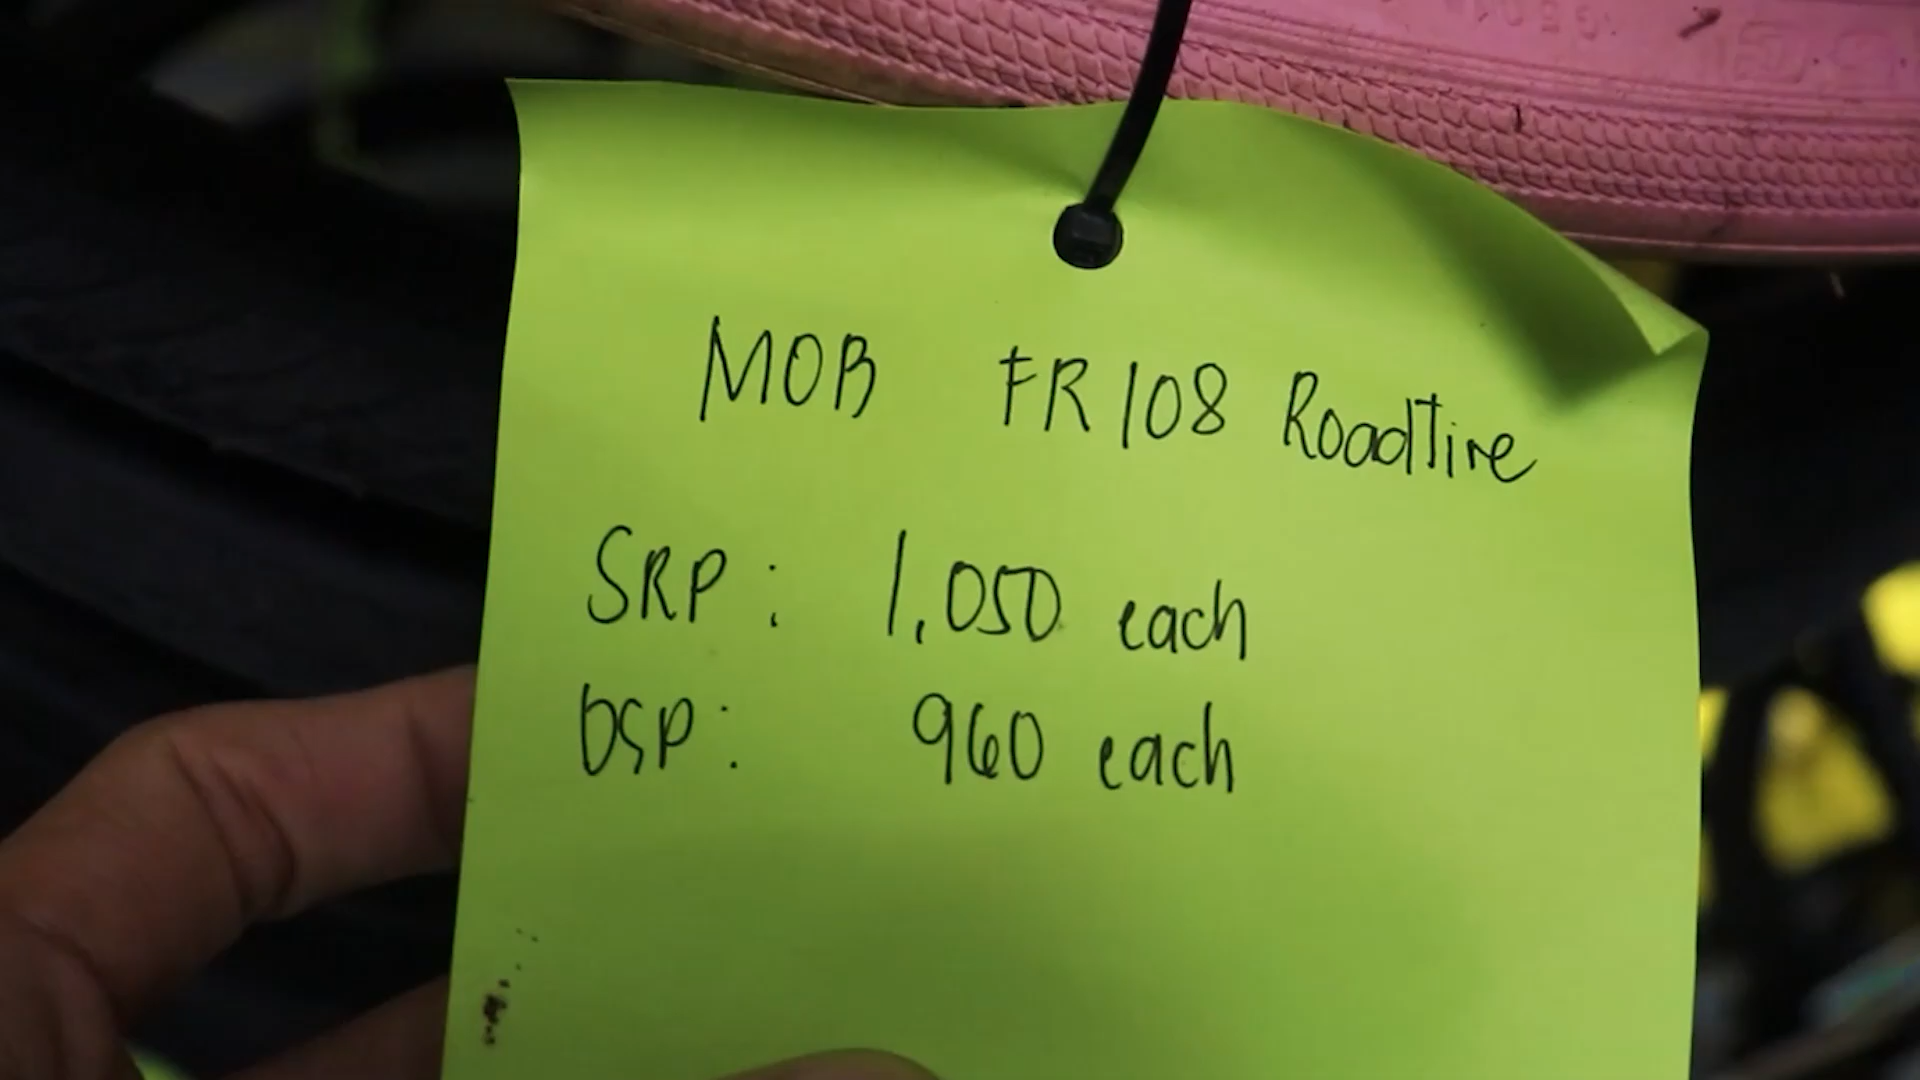 MOB FR108 RoadTire
SRP: 1,050 each
DSP: 960 each